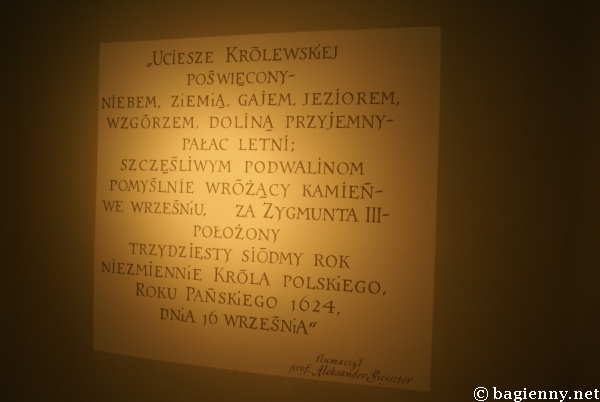 „Uciesze Królewskiej
poświęcony-
niebem, ziemią, gajem, jeziorem,
wzgórzem, doliną przyjemny-
pałac letni;
szczęśliwym podwalinom
pomyślnie wróżący kamień-
we wrześniu, za Zygmunta III-
położony
trzydziesty siódmy rok
niezmiennie Króla polskiego,
Roku Pańskiego 1624,
dnia 16 września“
tłumaczył
prof. Aleksander Gieysztor
© bagienny.net